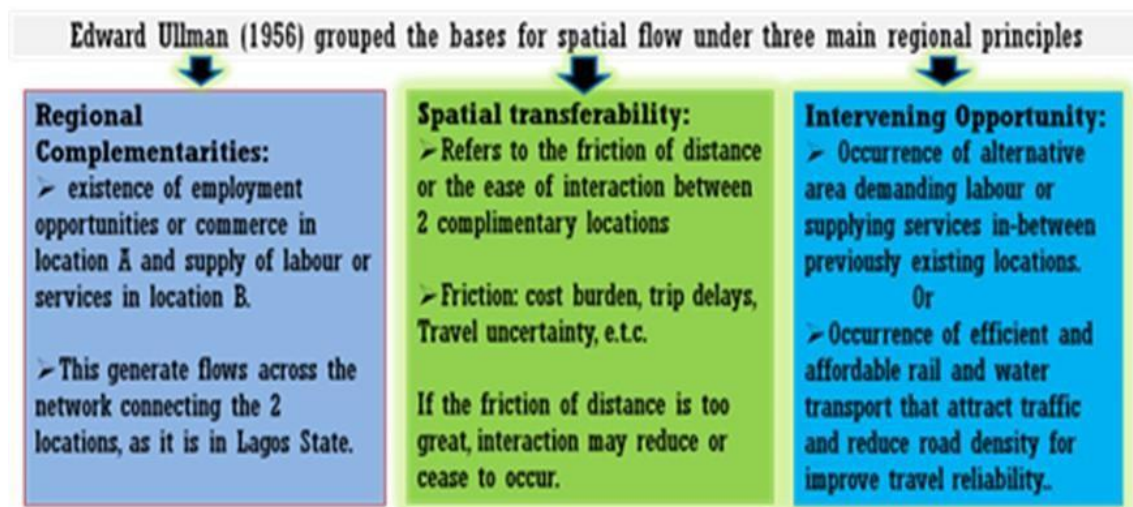 Edward Ullman (1956) grouped the bases for spatial flow under three main regional principles
Regional
Complementarities:
➢ existence of employment
opportunities or commerce in
location A and supply of labour or
services in location B.
➢This generate flows across the
network connecting the 2
locations, as it is in Lagos State.
Spatial transferability:
➢Refers to the friction of distance
or the ease of interaction between
2 complimentary locations
➢Friction: cost burden, trip delays,
Travel uncertainty, e.t.c.
If the friction of distance is too
great, interaction may reduce or
cease to occur.
Intervening Opportunity:
➢ Occurrence of alternative
area demanding labour or
supplying services in-between
previously existing locations.
Or
➢Occurrence of efficient and
affordable rail and water
transport that attract traffic
and reduce road density for
improve travel reliability..